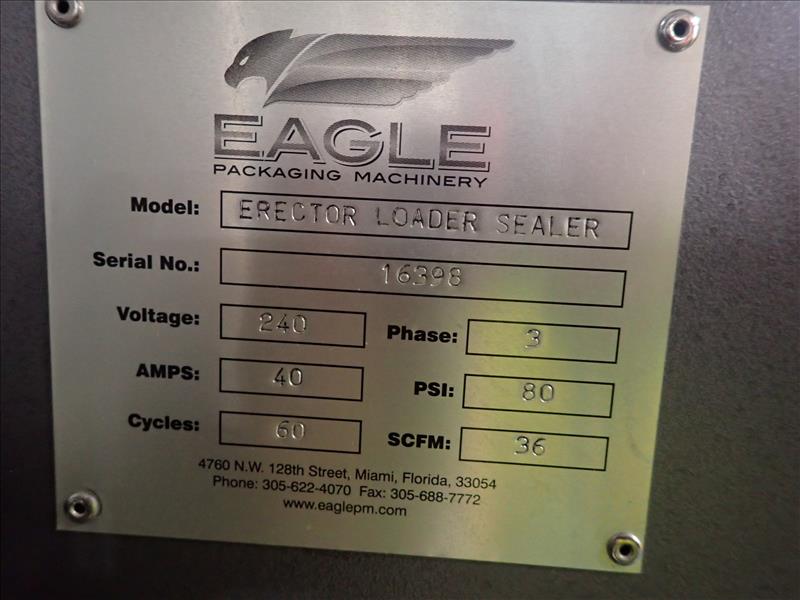 EAGLE
PACKAGING MACHINERY
Model: ERECTOR LOADER SEALER
Serial No.: 16398
Voltage: 240 Phase: 3
AMPS: 40 PSI: 80
Cycles: 60 SCFM: 36
4760 N.W. 128th Street, Miami, Florida, 33054
Phone: 305-622-4070 Fax: 305-688-7772
www.eaglepm.com